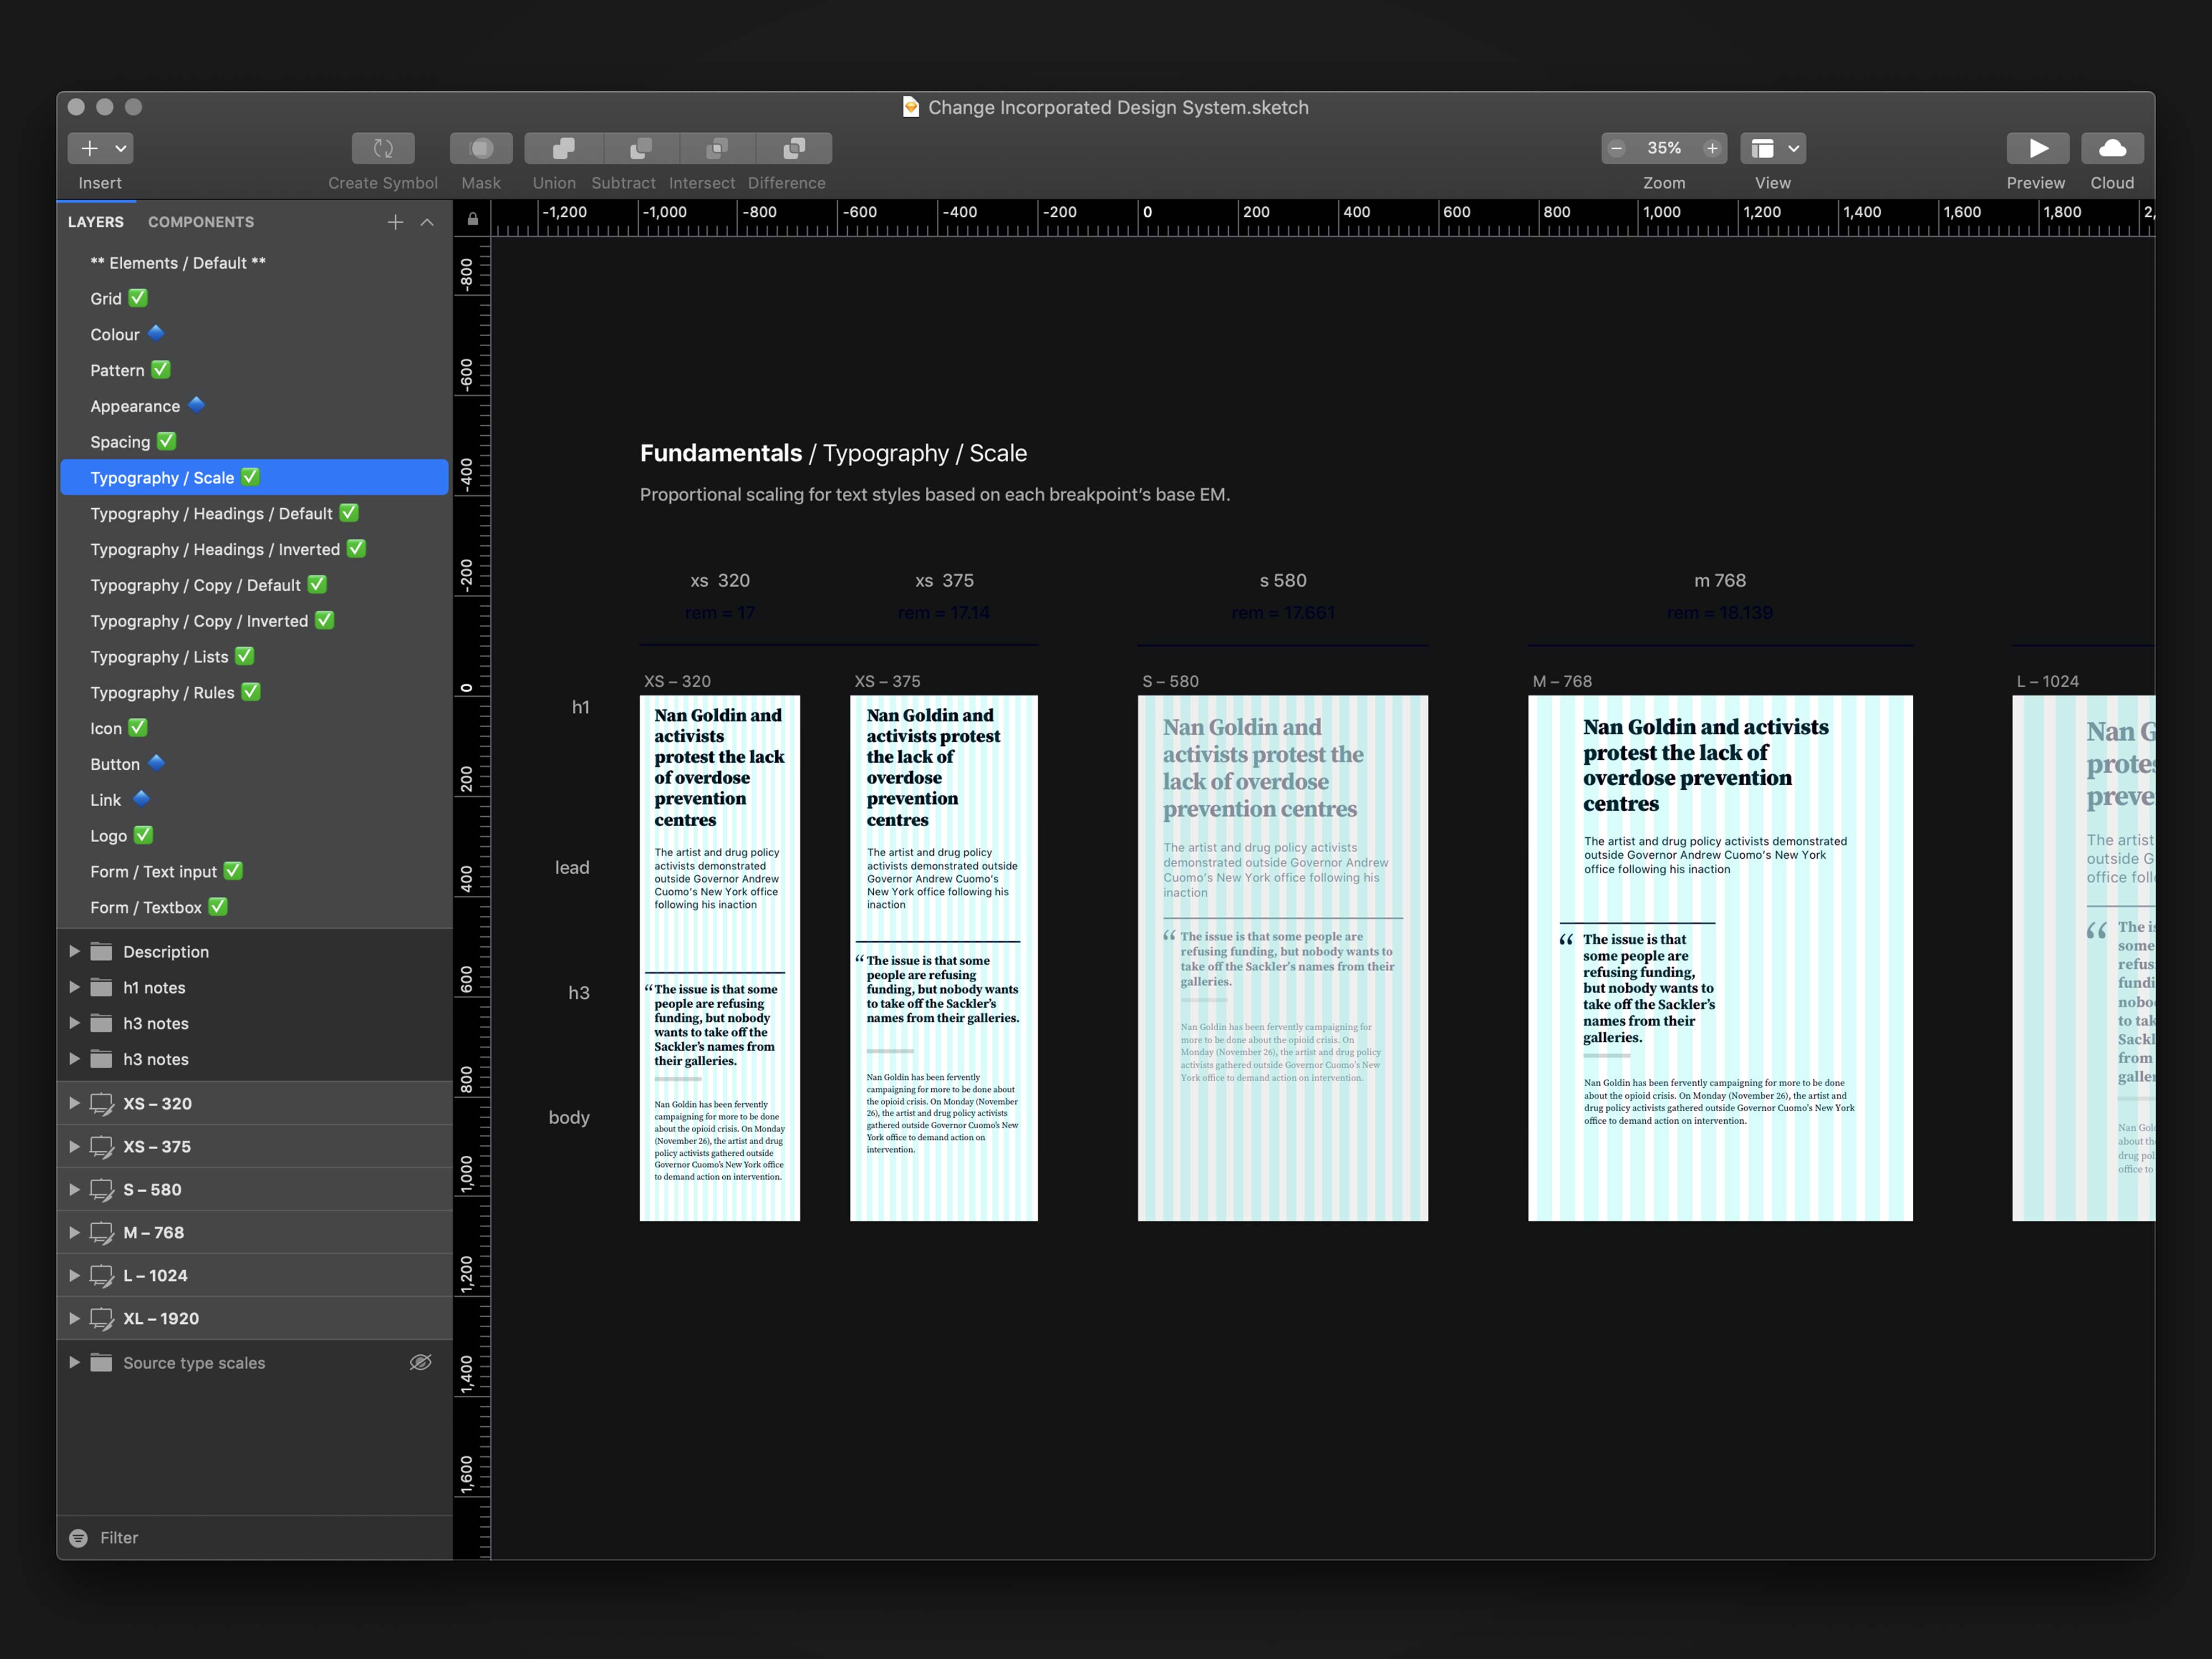 Change Incorporated Design System.sketch
35%
Insert
Create Symbol
Mask
Union
Subtract
Intersect
Difference
Zoom
View
Preview
Cloud
LAYERS
COMPONENTS
** Elements / Default **
Grid ✅
Colour 🔷
Pattern ✅
Appearance 🔷
Spacing ✅
Typography / Scale ✅
Typography / Headings / Default ✅
Typography / Headings / Inverted ✅
Typography / Copy / Default ✅
Typography / Copy / Inverted ✅
Typography / Lists ✅
Typography / Rules ✅
Icon ✅
Button 🔷
Link 🔷
Logo ✅
Form / Text input ✅
Form / Textbox ✅
Description
h1 notes
h3 notes
h3 notes
XS – 320
XS – 375
S – 580
M – 768
L – 1024
XL – 1920
Source type scales
Filter
-1,200 -1,000 -800 -600 -400 -200 0 200 400 600 800 1,000 1,200 1,400 1,600 1,800 2,
-800
-600
-400
-200
0
200
400
600
800
1,000
1,200
1,400
1,600
Fundamentals / Typography / Scale
Proportional scaling for text styles based on each breakpoint’s base EM.
xs 320
rem = 17
xs 375
rem = 17.14
s 580
rem = 17.661
m 768
rem = 18.139
h1
lead
h3
body
XS – 320
Nan Goldin and
activists
protest the lack
of overdose
prevention
centres
The artist and drug policy
activists demonstrated
outside Governor Andrew
Cuomo’s New York office
following his inaction
“ The issue is that some
people are refusing
funding, but nobody
wants to take off the
Sackler’s names from
their galleries.
Nan Goldin has been fervently
campaigning for more to be done
about the opioid crisis. On Monday
(November 26), the artist and drug
policy activists gathered outside
Governor Cuomo’s New York office
to demand action on intervention.
XS – 375
Nan Goldin and
activists protest
the lack of
overdose
prevention
centres
The artist and drug policy
activists demonstrated outside
Governor Andrew Cuomo’s
New York office following his
inaction
“ The issue is that some
people are refusing
funding, but nobody wants
to take off the Sackler’s
names from their galleries.
Nan Goldin has been fervently
campaigning for more to be done about
the opioid crisis. On Monday (November
26), the artist and drug policy activists
gathered outside Governor Cuomo’s New
York office to demand action on
intervention.
S – 580
Nan Goldin and
activists protest the
lack of overdose
prevention centres
The artist and drug policy activists
demonstrated outside Governor Andrew
Cuomo’s New York office following his
inaction
“ The issue is that some people are
refusing funding, but nobody wants to
take off the Sackler’s names from their
galleries.
Nan Goldin has been fervently campaigning for
more to be done about the opioid crisis. On
Monday (November 26), the artist and drug policy
activists gathered outside Governor Cuomo’s New
York office to demand action on intervention.
M – 768
Nan Goldin and activists
protest the lack of
overdose prevention
centres
The artist and drug policy activists demonstrated
outside Governor Andrew Cuomo’s New York
office following his inaction
“ The issue is that
some people are
refusing funding,
but nobody wants to
take off the Sackler’s
names from their
galleries.
Nan Goldin has been fervently campaigning for more to be done
about the opioid crisis. On Monday (November 26), the artist and
drug policy activists gathered outside Governor Cuomo’s New York
office to demand action on intervention.
L – 1024
Nan G
protes
preve
The artist
outside G
office foll
“ The is
some
refus
fundi
nobo
to tak
Sackl
from
galler
Nan Gol
about th
drug pol
office to